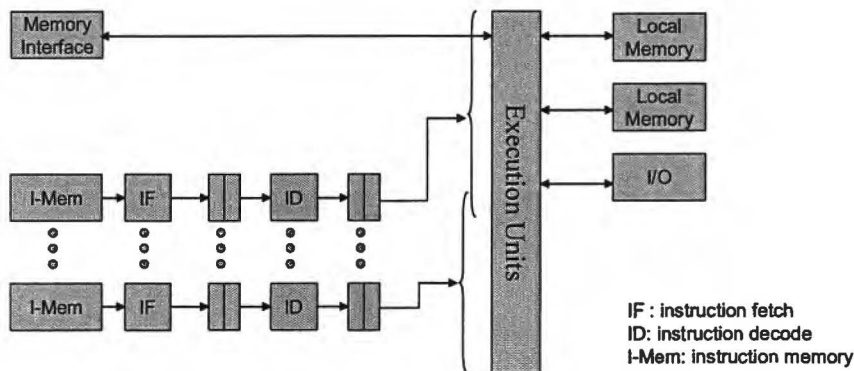 Memory
Interface
Local
Memory
Local
Memory
Execution Units
I/O
I-Mem
IF
ID
I-Mem
IF
ID
IF : instruction fetch
ID: instruction decode
I-Mem: instruction memory